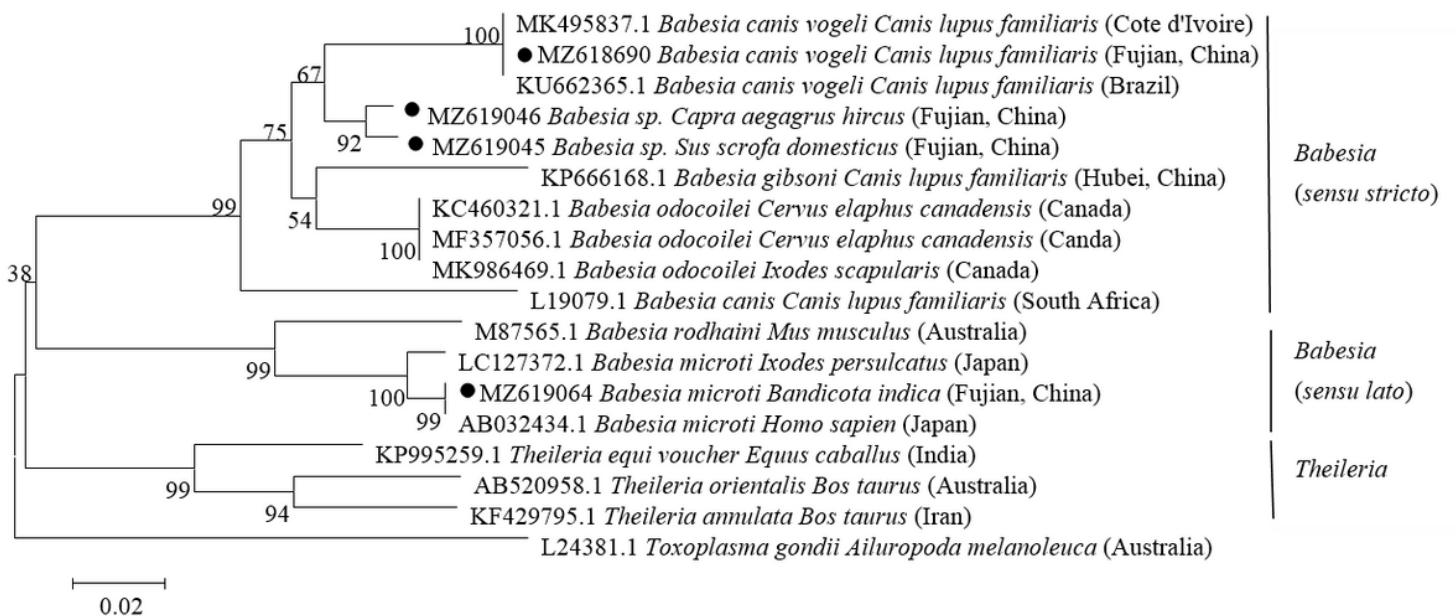 MK495837.1 Babesia canis vogeli Canis lupus familiaris (Cote d'Ivoire)
100
MZ618690 Babesia canis vogeli Canis lupus familiaris (Fujian, China)
67
KU662365.1 Babesia canis vogeli Canis lupus familiaris (Brazil)
MZ619046 Babesia sp. Capra aegagrus hircus (Fujian, China)
75
92
MZ619045 Babesia sp. Sus scrofa domesticus (Fujian, China)
Babesia
(sensu stricto)
KP666168.1 Babesia gibsoni Canis lupus familiaris (Hubei, China)
99
54
KC460321.1 Babesia odocoilei Cervus elaphus canadensis (Canada)
MF357056.1 Babesia odocoilei Cervus elaphus canadensis (Canda)
100
MK986469.1 Babesia odocoilei Ixodes scapularis (Canada)
38
L19079.1 Babesia canis Canis lupus familiaris (South Africa)
M87565.1 Babesia rodhaini Mus musculus (Australia)
Babesia
(sensu lato)
LC127372.1 Babesia microti Ixodes persulcatus (Japan)
99
MZ619064 Babesia microti Bandicota indica (Fujian, China)
100
99
AB032434.1 Babesia microti Homo sapien (Japan)
KP995259.1 Theileria equi voucher Equus caballus (India)
Theileria
99
AB520958.1 Theileria orientalis Bos taurus (Australia)
94
KF429795.1 Theileria annulata Bos taurus (Iran)
L24381.1 Toxoplasma gondii Ailuropoda melanoleuca (Australia)
0.02